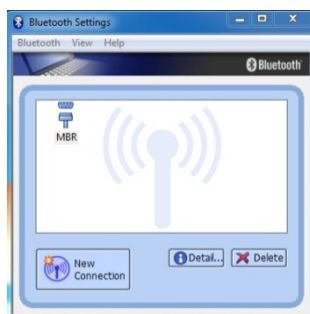 Bluetooth Settings
Bluetooth View Help
Bluetooth
MBR
New
Connection
Detail...
Delete